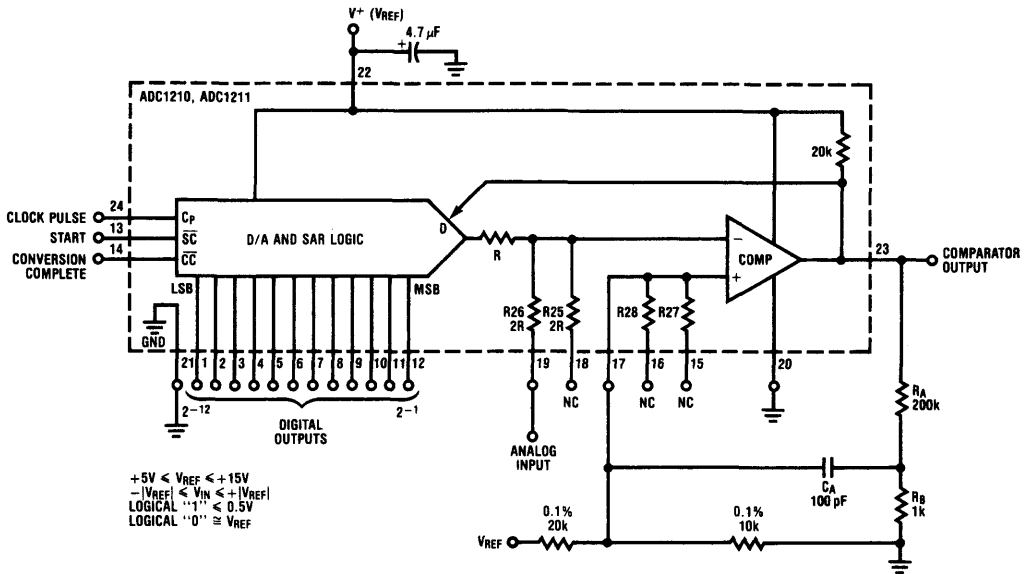 V+ (VREF)
4.7 μF
+
22
ADC1210, ADC1211
20k
24
CLOCK PULSE
CP
D
13
START
SC
D/A AND SAR LOGIC
R
14
CONVERSION
COMPLETE
CC
−
COMP
+
23
COMPARATOR
OUTPUT
LSB
MSB
R26
2R
R25
2R
R28
R27
GND
21 1 2 3 4 5 6 7 8 9 10 11 12
19 18 17 16 15 20
2−12
2−1
DIGITAL
OUTPUTS
NC
NC
NC
ANALOG
INPUT
RA
200k
CA
100 pF
RB
1k
+5V ≤ VREF ≤ +15V
−|VREF| ≤ VIN ≤ +|VREF|
LOGICAL "1" ≤ 0.5V
LOGICAL "0" ≅ VREF
0.1%
20k
0.1%
10k
VREF